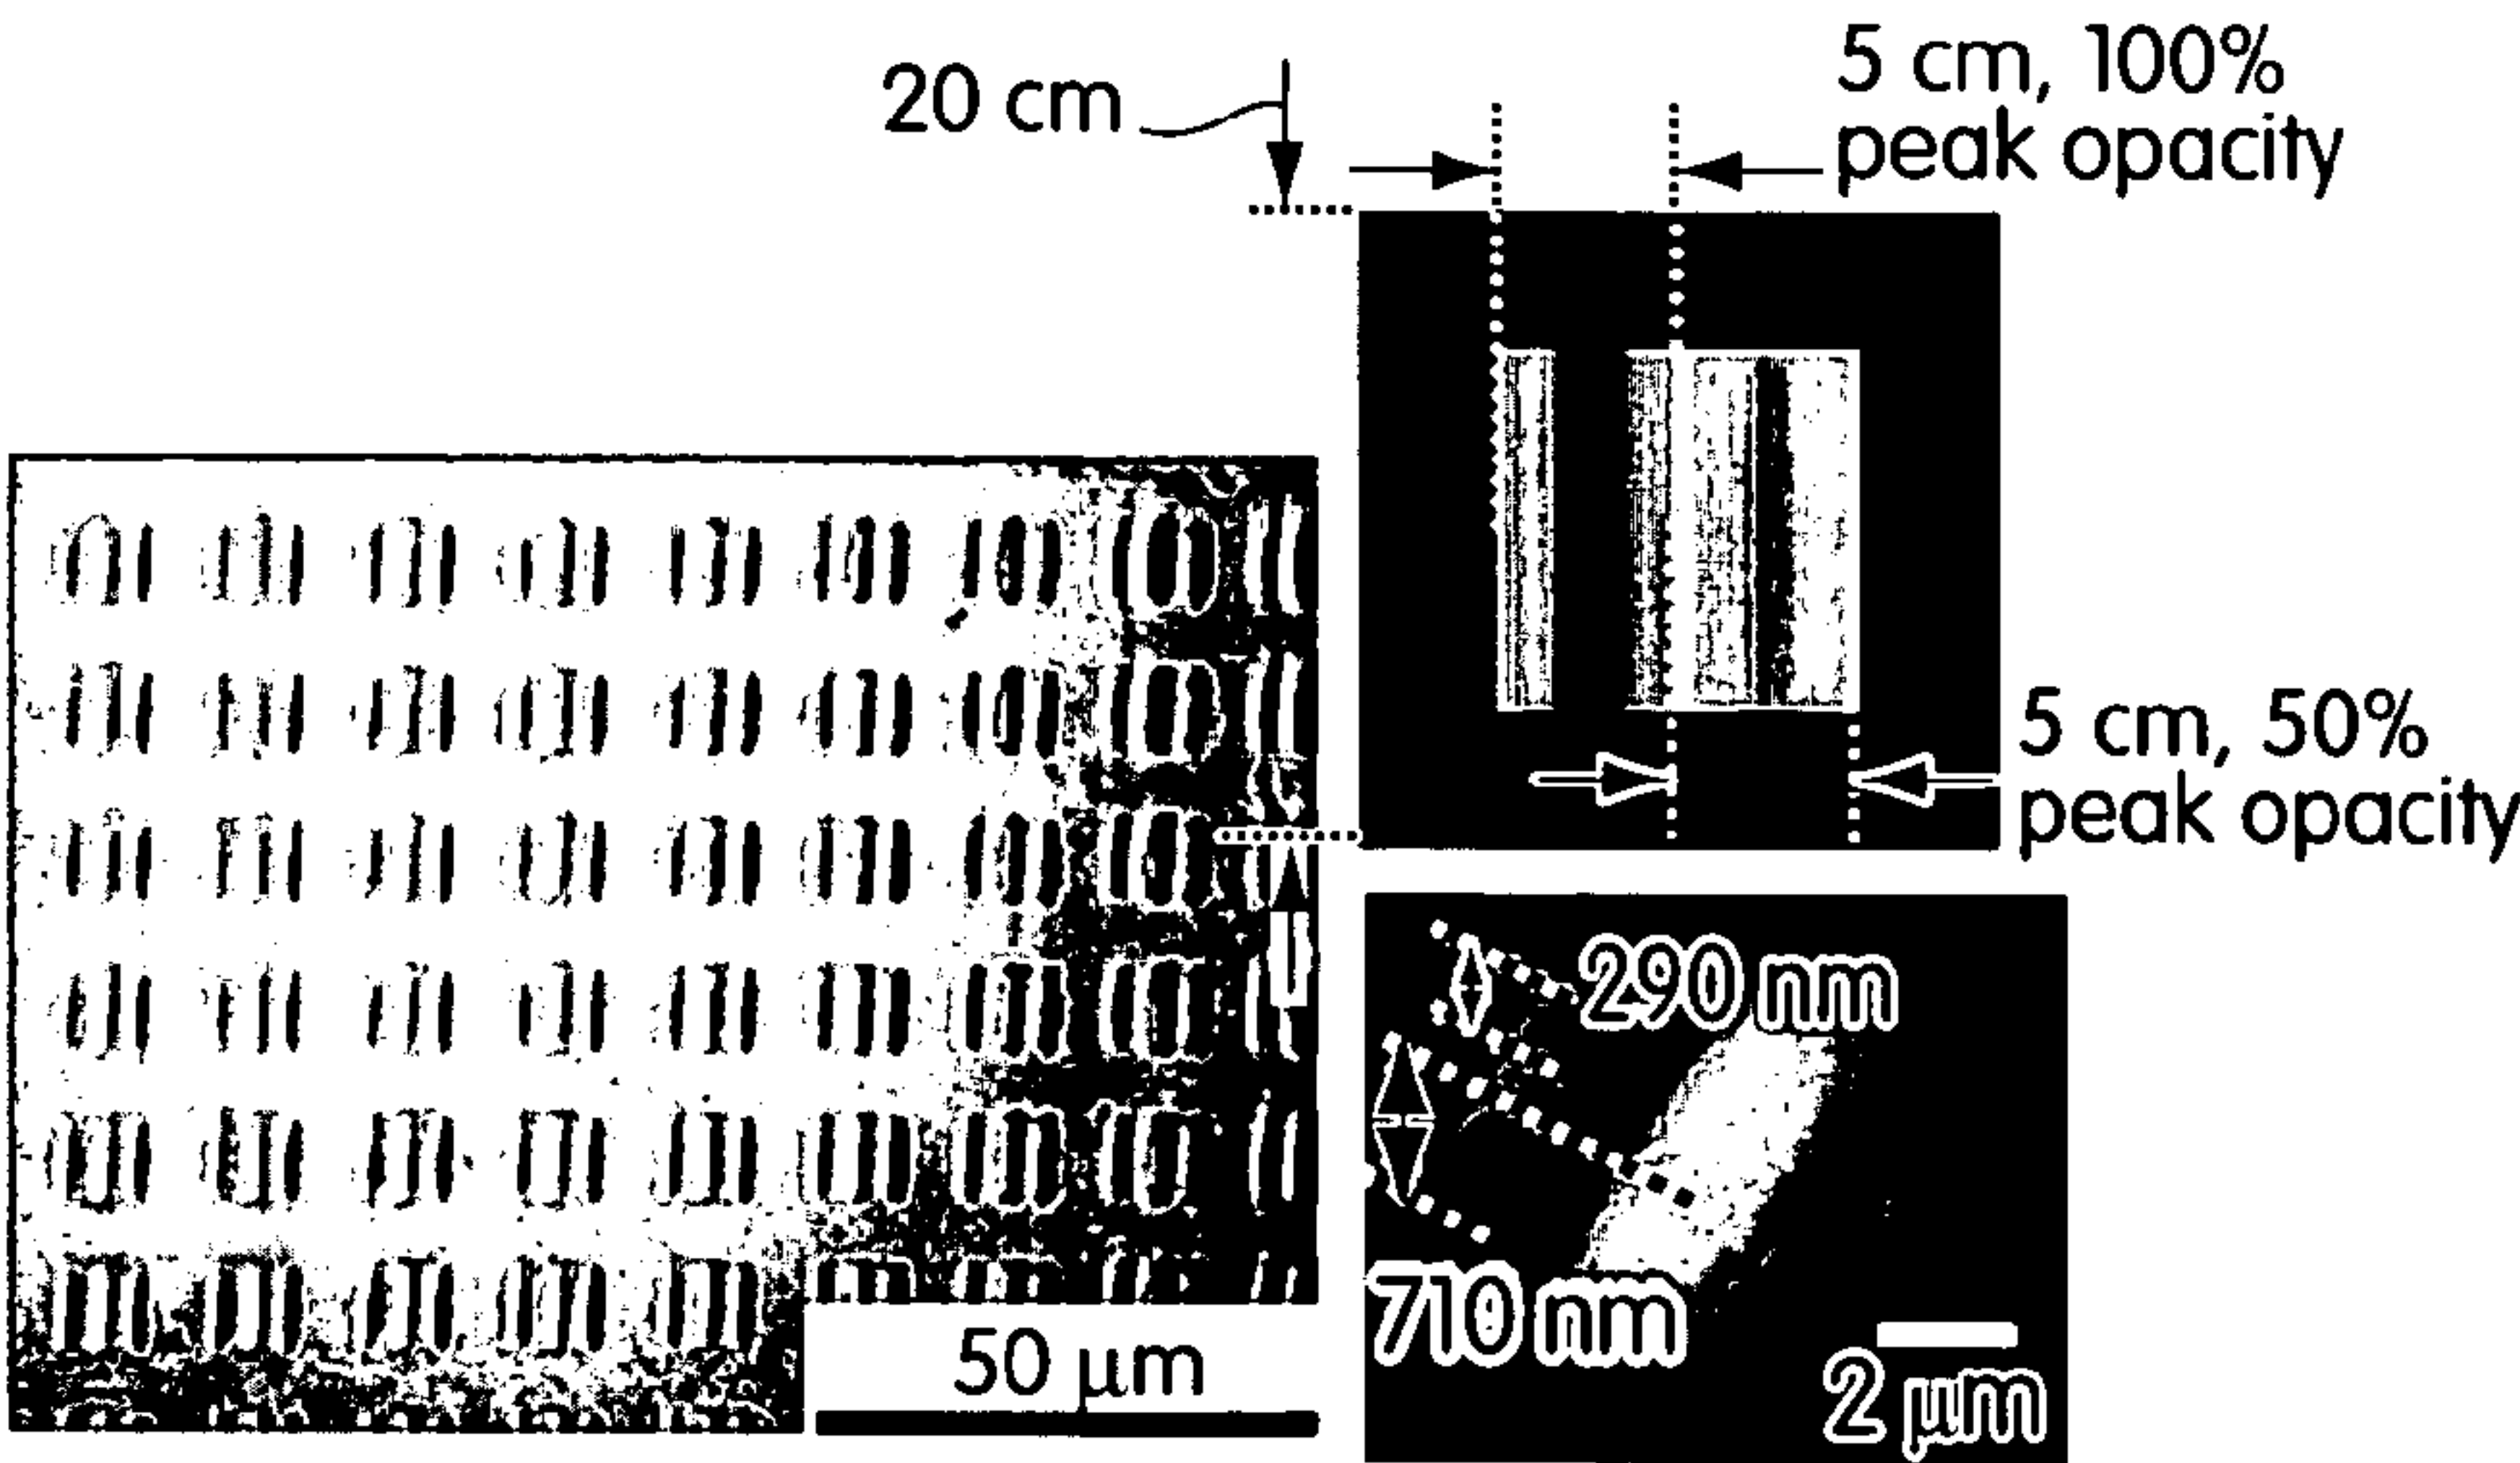 20 cm
5 cm, 100%
peak opacity
5 cm, 50%
peak opacity
290 nm
710 nm
2 μm
50 μm